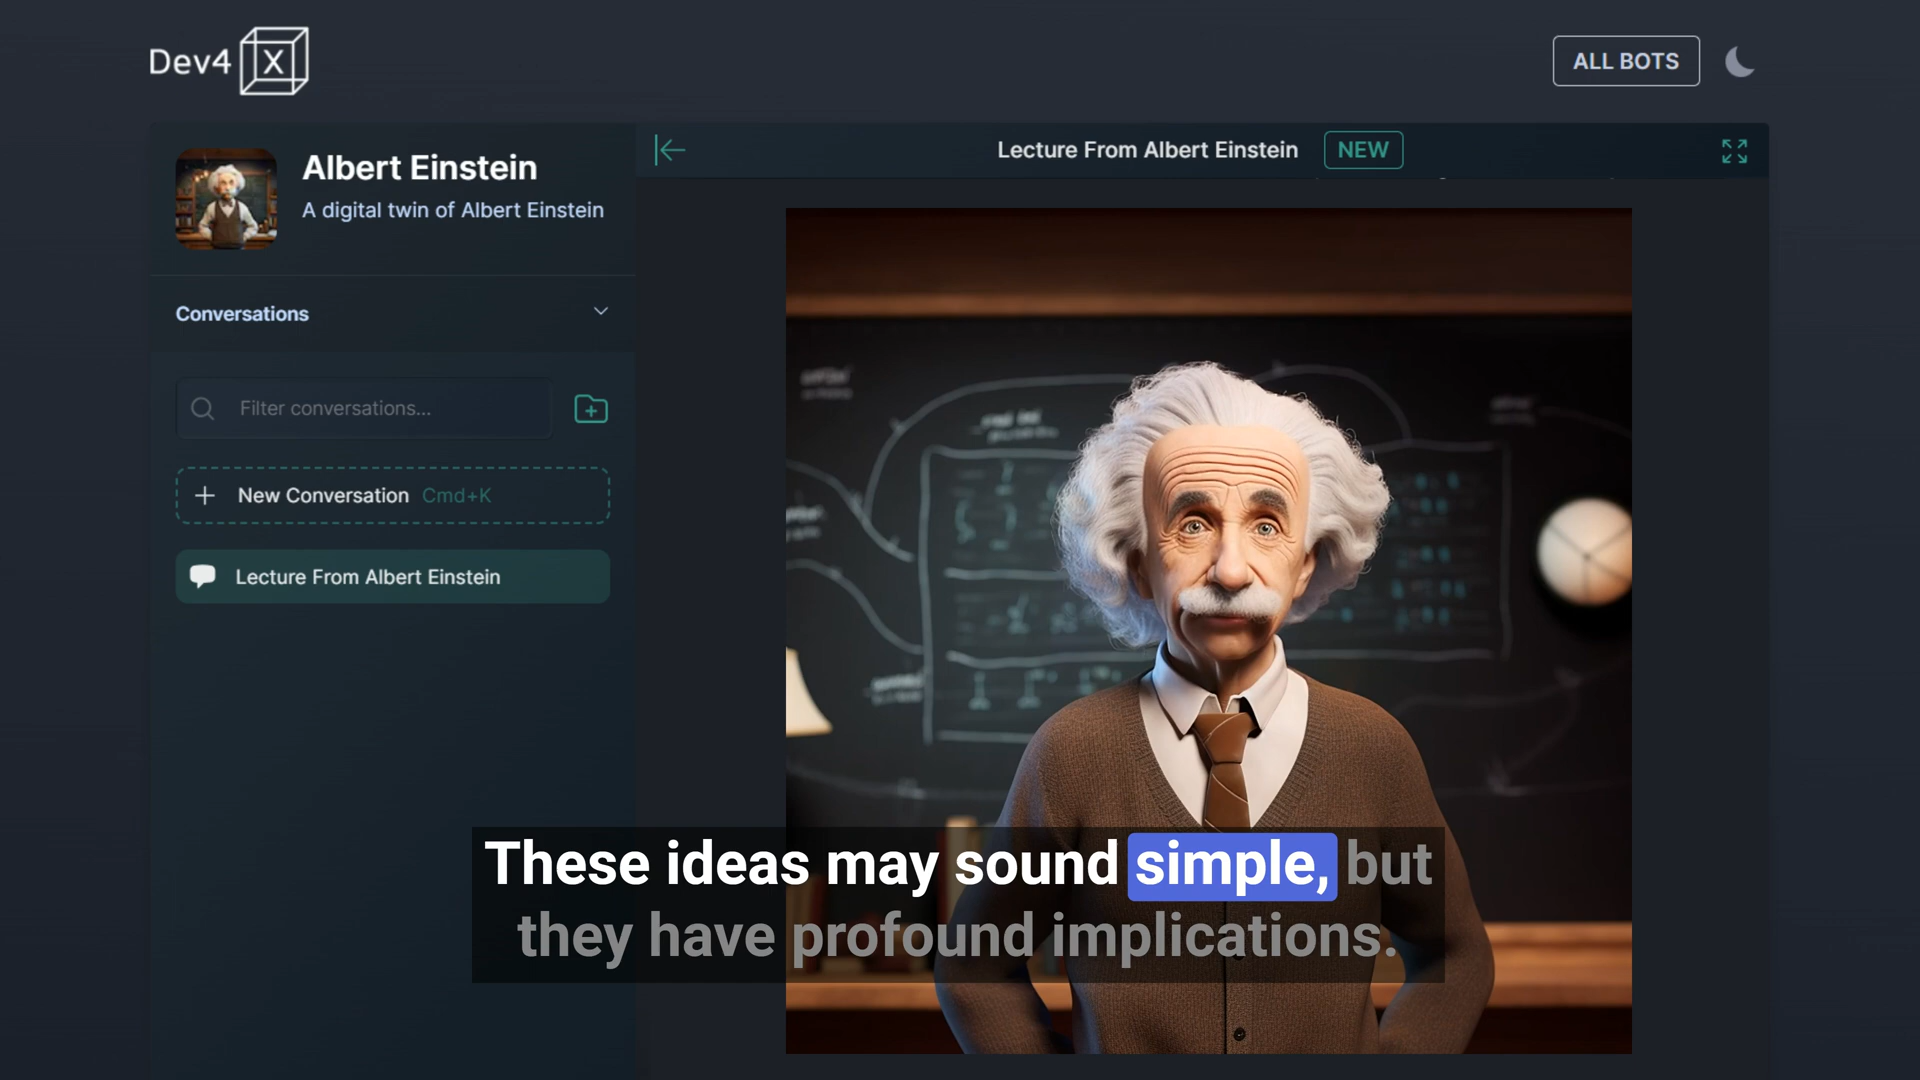 Dev4 X
ALL BOTS
Albert Einstein
A digital twin of Albert Einstein
Lecture From Albert Einstein NEW
Conversations
Filter conversations...
New Conversation Cmd+K
Lecture From Albert Einstein
These ideas may sound simple, but
they have profound implications.